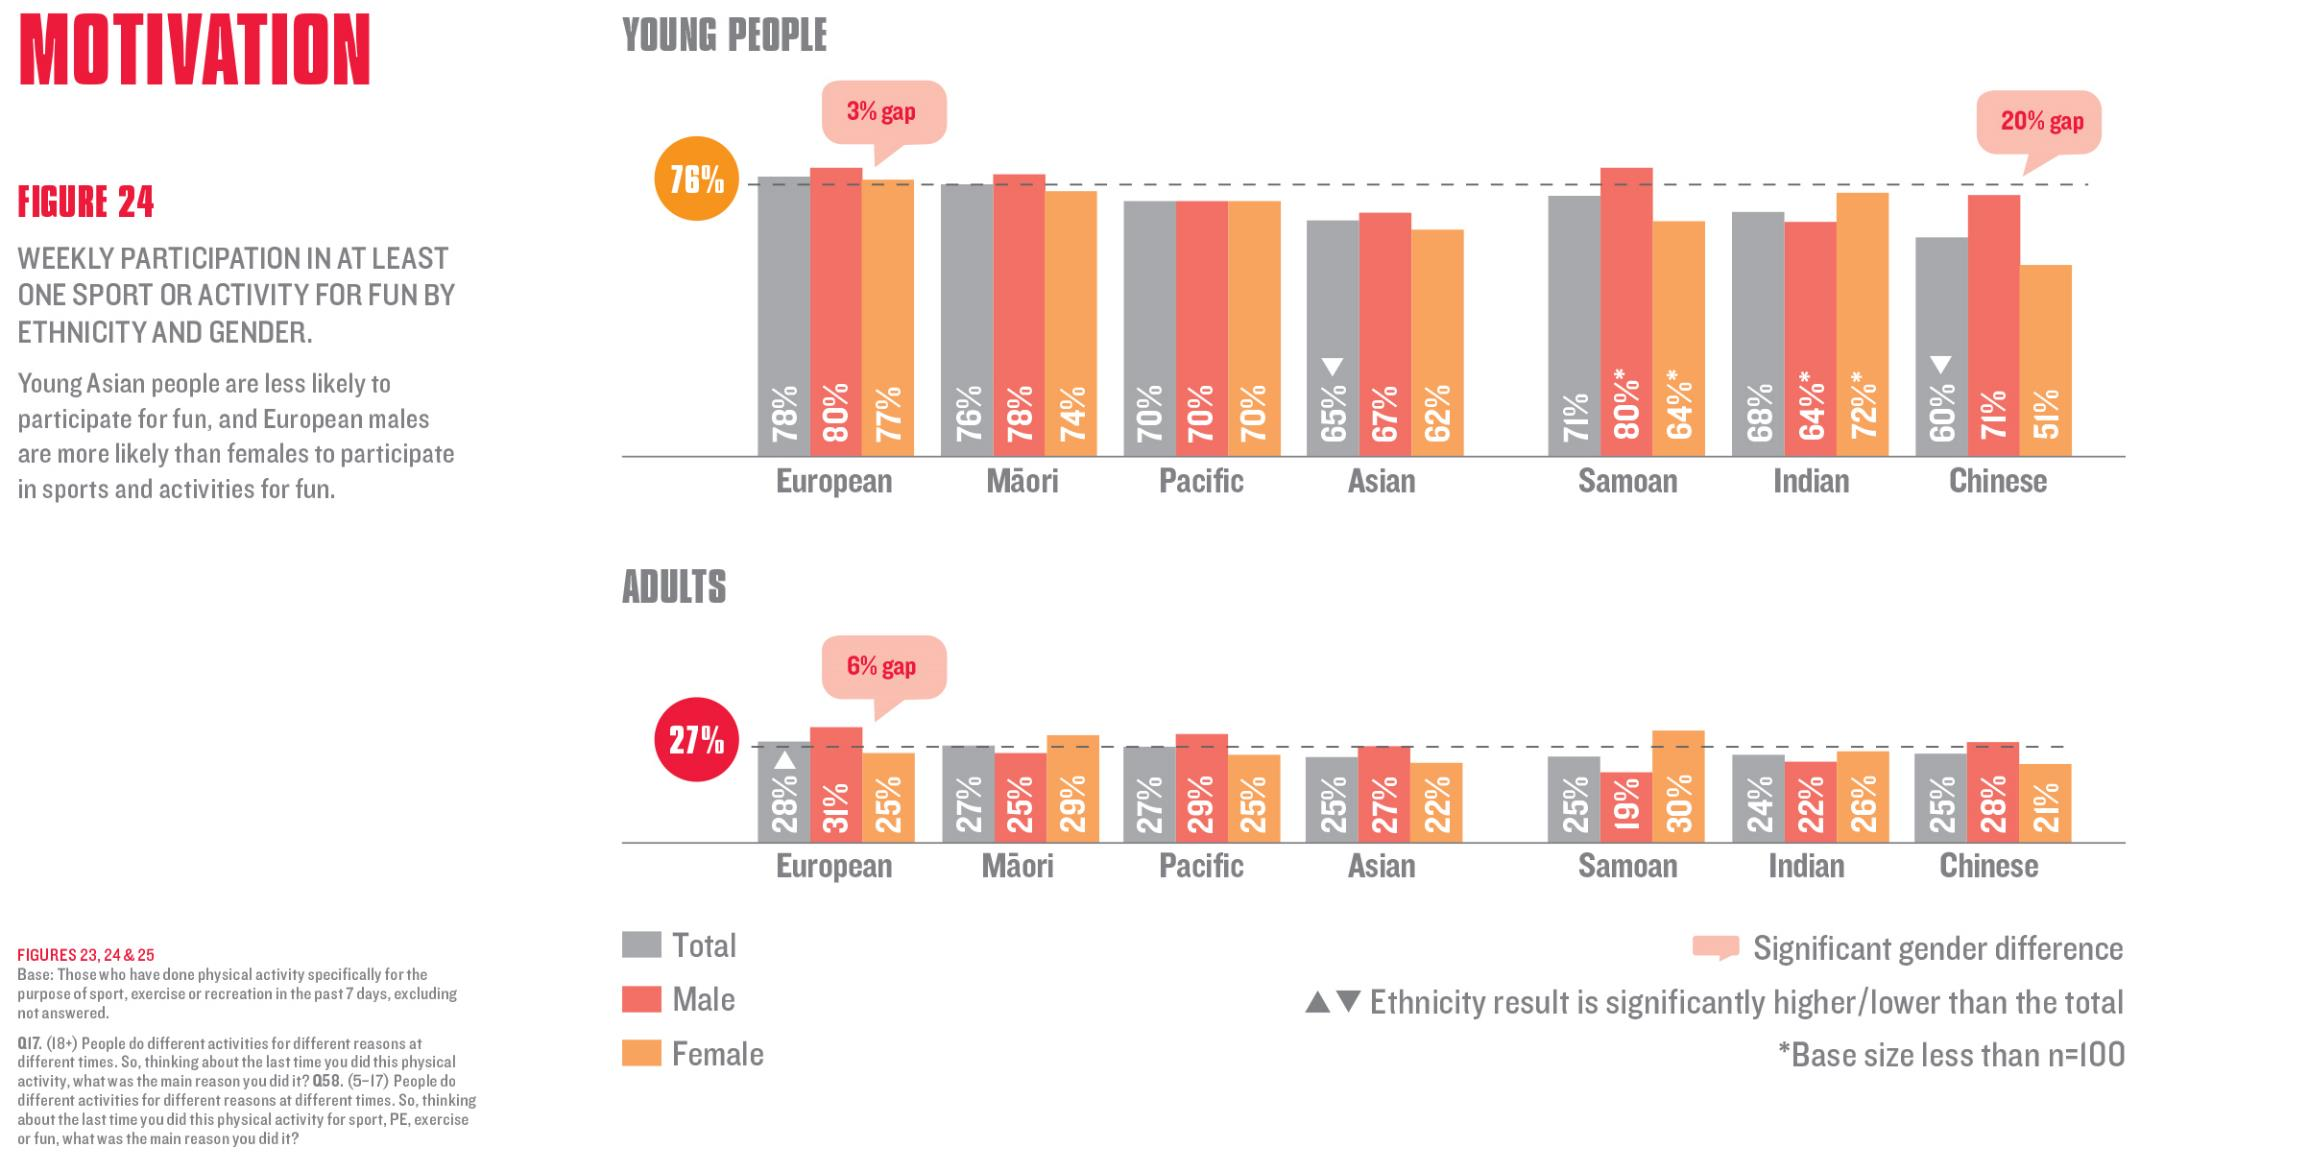 MOTIVATION
FIGURE 24
WEEKLY PARTICIPATION IN AT LEAST
ONE SPORT OR ACTIVITY FOR FUN BY
ETHNICITY AND GENDER.
Young Asian people are less likely to
participate for fun, and European males
are more likely than females to participate
in sports and activities for fun.
FIGURES 23, 24 & 25
Base: Those who have done physical activity specifically for the
purpose of sport, exercise or recreation in the past 7 days, excluding
not answered.
Q17. (18+) People do different activities for different reasons at
different times. So, thinking about the last time you did this physical
activity, what was the main reason you did it? Q58. (5–17) People do
different activities for different reasons at different times. So, thinking
about the last time you did this physical activity for sport, PE, exercise
or fun, what was the main reason you did it?
YOUNG PEOPLE
3% gap
20% gap
76%
78% 80% 77% 76% 78% 74% 70% 70% 70% 65% 67% 62% 71% 80%* 64%* 68% 64%* 72%* 60% 71% 51%
European Māori Pacific Asian Samoan Indian Chinese
ADULTS
6% gap
27%
28% 31% 25% 27% 25% 29% 27% 29% 25% 25% 27% 22% 25% 19% 30% 24% 22% 26% 25% 28% 21%
European Māori Pacific Asian Samoan Indian Chinese
Total
Male
Female
Significant gender difference
▲▼ Ethnicity result is significantly higher/lower than the total
*Base size less than n=100